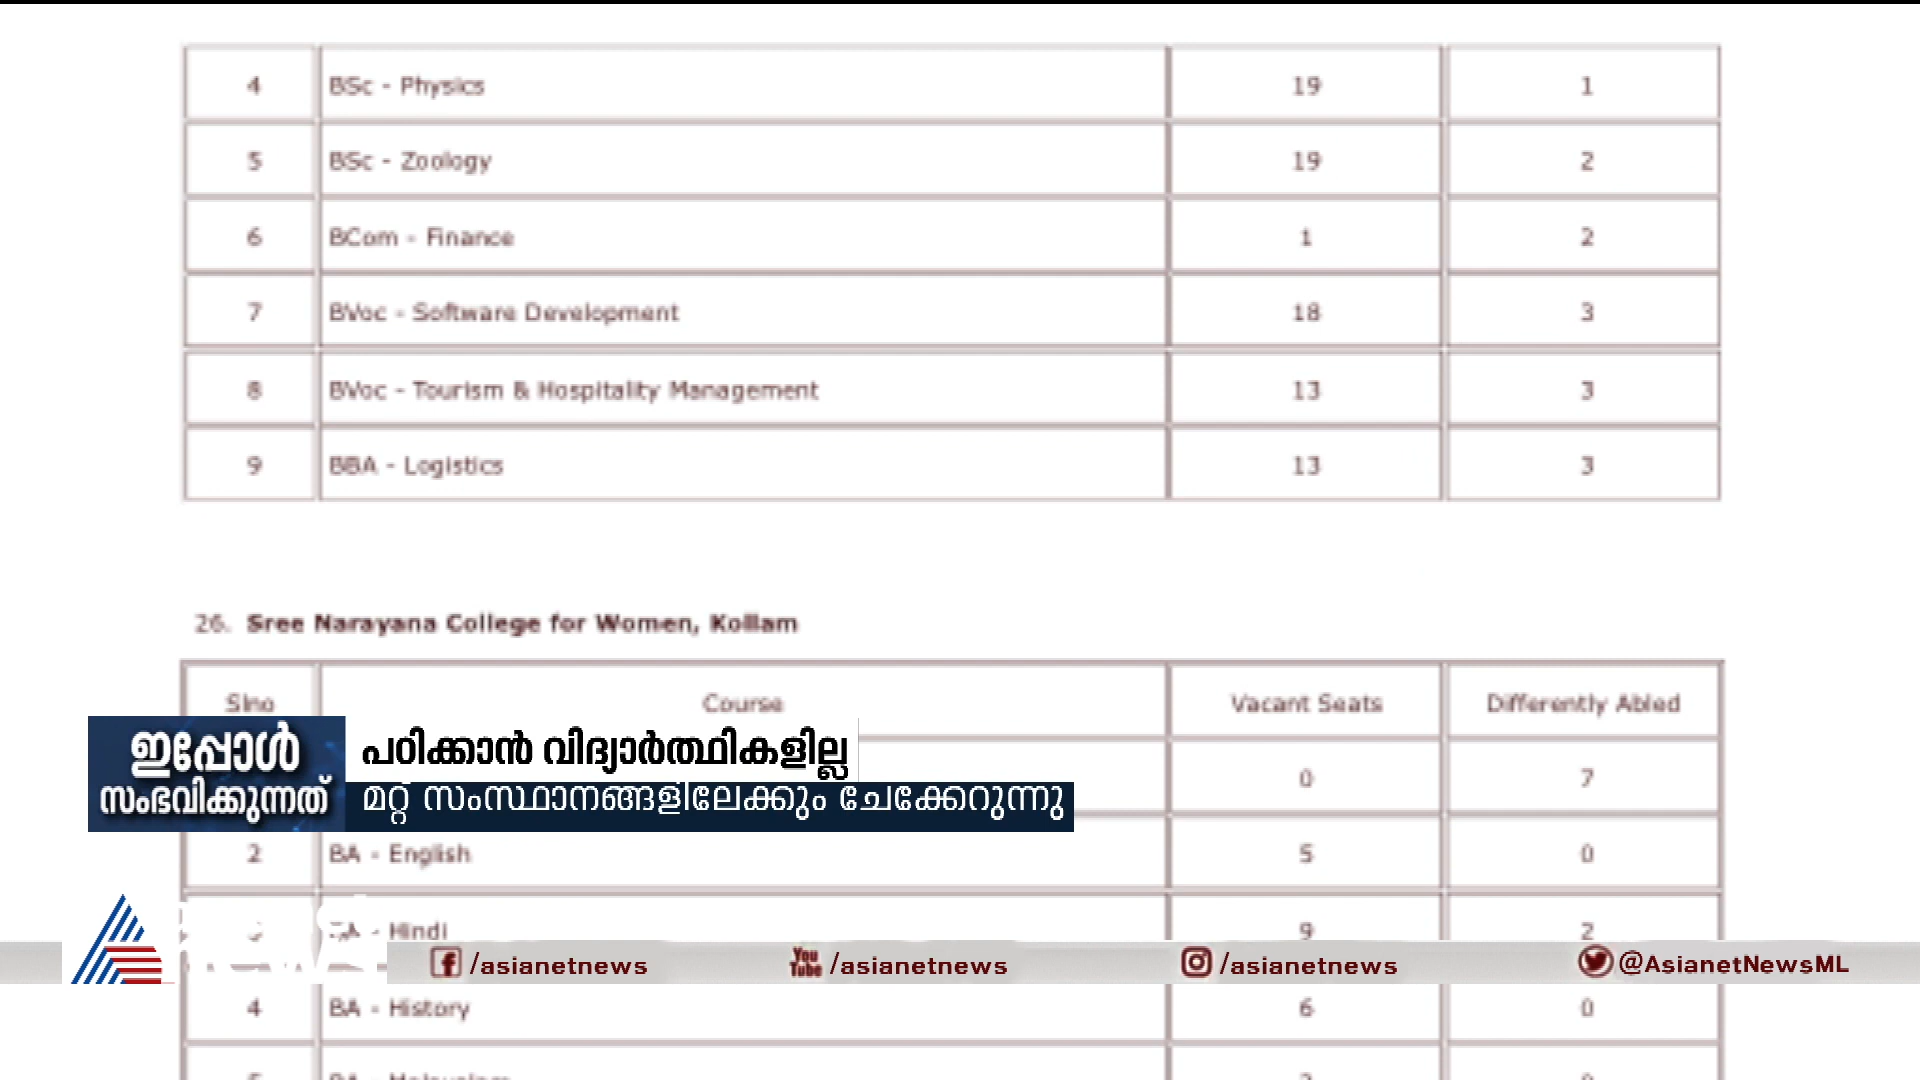 4 BSc - Physics 19 1
5 BSc - Zoology 19 2
6 BCom - Finance 1 2
7 BVoc - Software Development 18 3
8 BVoc - Tourism & Hospitality Management 13 3
9 BBA - Logistics 13 3
26. Sree Narayana College for Women, Kollam
Slno Course Vacant Seats Differently Abled
ഇപ്പോൾ
സംഭവിക്കുന്നത്
പഠിക്കാൻ വിദ്യാർത്ഥികളില്ല
മറ്റ് സംസ്ഥാനങ്ങളിലേക്കും ചേക്കേറുന്നു
0 7
2 BA - English 5 0
Hindi 9 2
/asianetnews /asianetnews /asianetnews @AsianetNewsML
4 BA - History 6 0